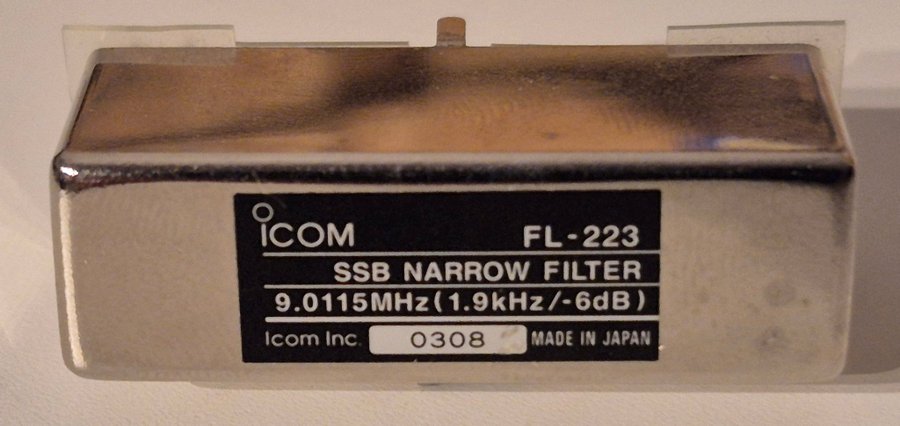 ICOM FL-223
SSB NARROW FILTER
9.0115MHz(1.9kHz/-6dB)
Icom Inc. 0308 MADE IN JAPAN